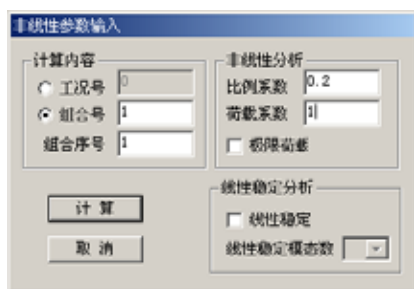 非线性参数输入
计算内容
工况号 0
组合号 1
组合序号 1
计 算
取 消
非线性分析
比例系数 0.2
荷载系数 1
极限荷载
线性稳定分析
线性稳定
线性稳定模态数